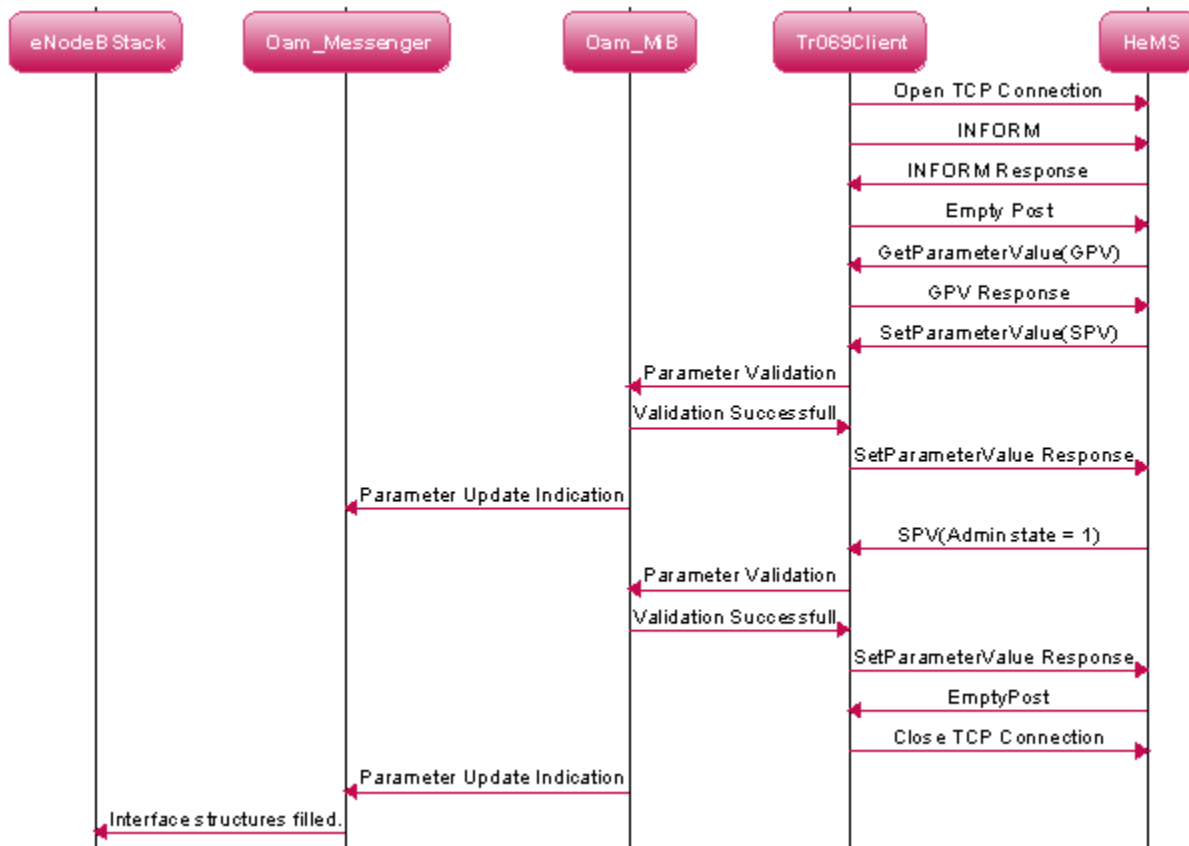 eNodeBStack
Oam_Messenger
Oam_MiB
Tr069Client
HeMS
Open TCP Connection
INFORM
INFORM Response
Empty Post
GetParameterValue(GPV)
GPV Response
SetParameterValue(SPV)
Parameter Validation
Validation Successfull
SetParameterValue Response
Parameter Update Indication
SPV(Admin state = 1)
Parameter Validation
Validation Successfull
SetParameterValue Response
EmptyPost
Close TCP Connection
Parameter Update Indication
Interface structures filled.